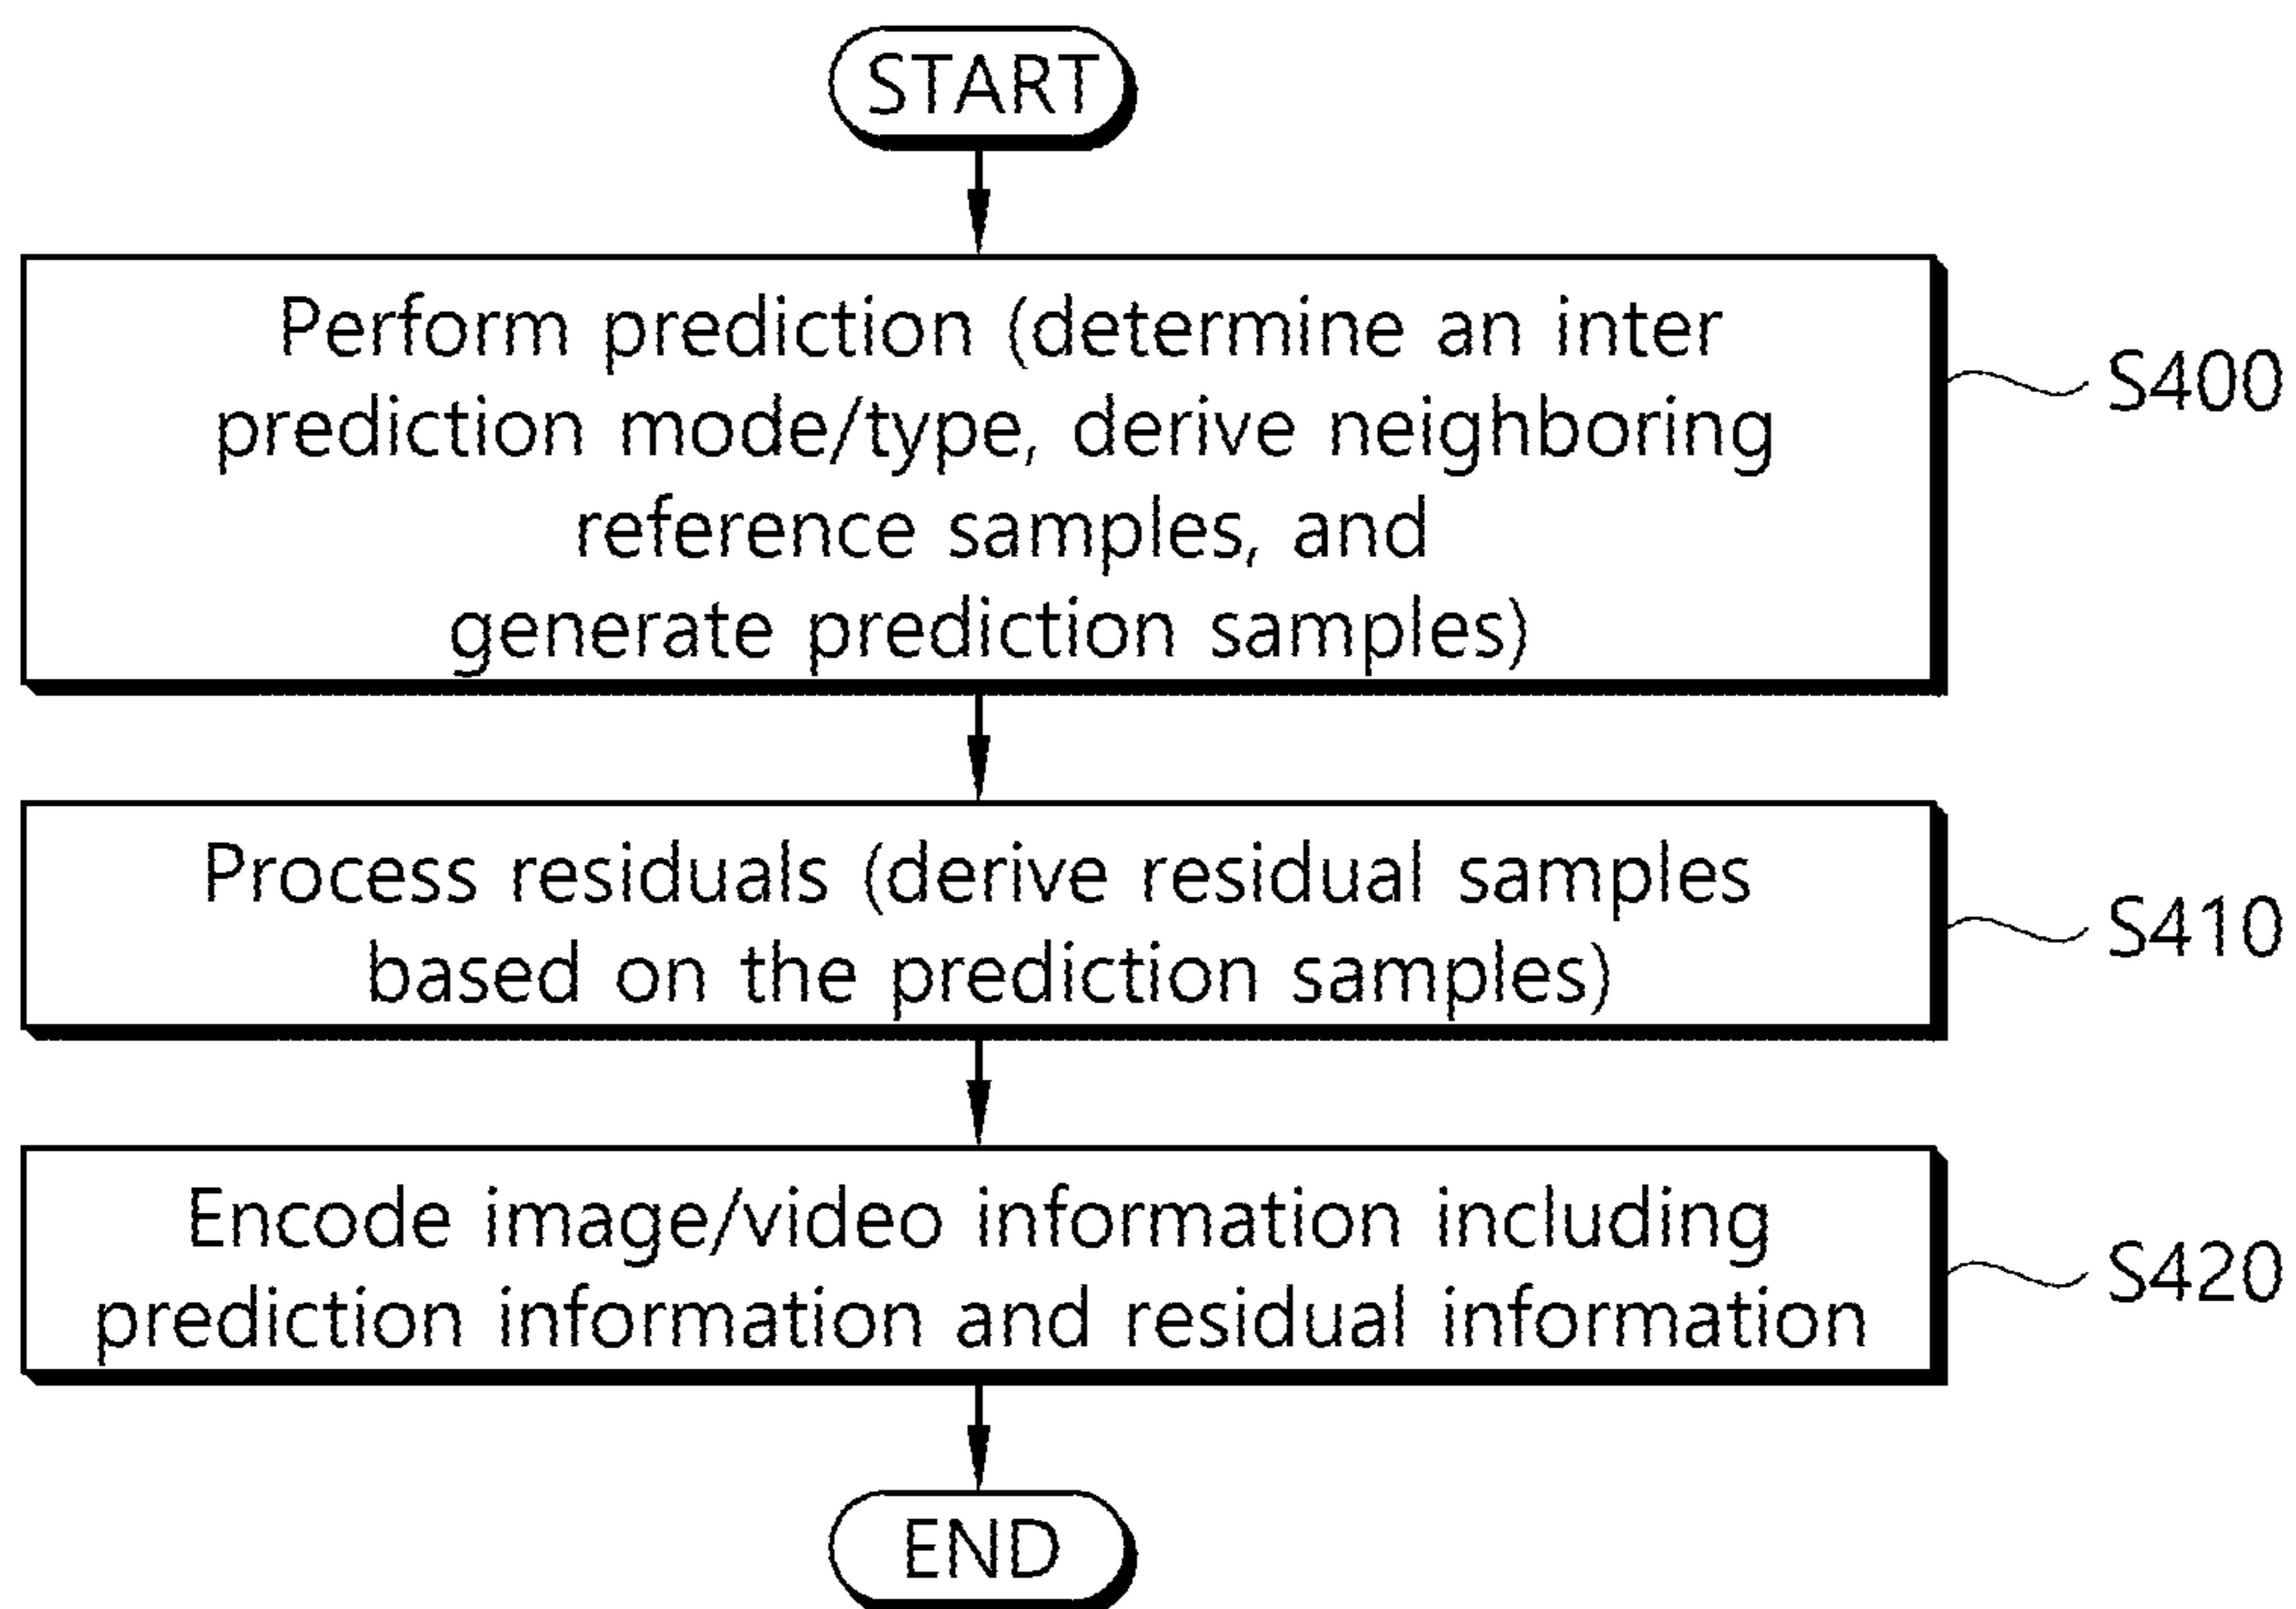 START
Perform prediction (determine an inter
prediction mode/type, derive neighboring
reference samples, and
generate prediction samples)
S400
Process residuals (derive residual samples
based on the prediction samples)
S410
Encode image/video information including
prediction information and residual information
S420
END